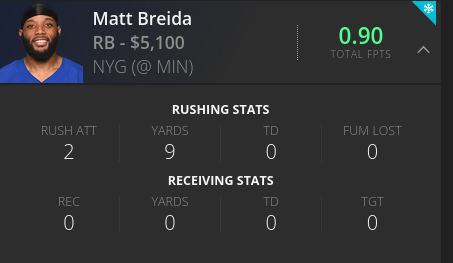 Matt Breida
RB - $5,100
NYG (@ MIN)
0.90
TOTAL FPTS
RUSHING STATS
RUSH ATT YARDS TD FUM LOST
2 9 0 0
RECEIVING STATS
REC YARDS TD TGT
0 0 0 0